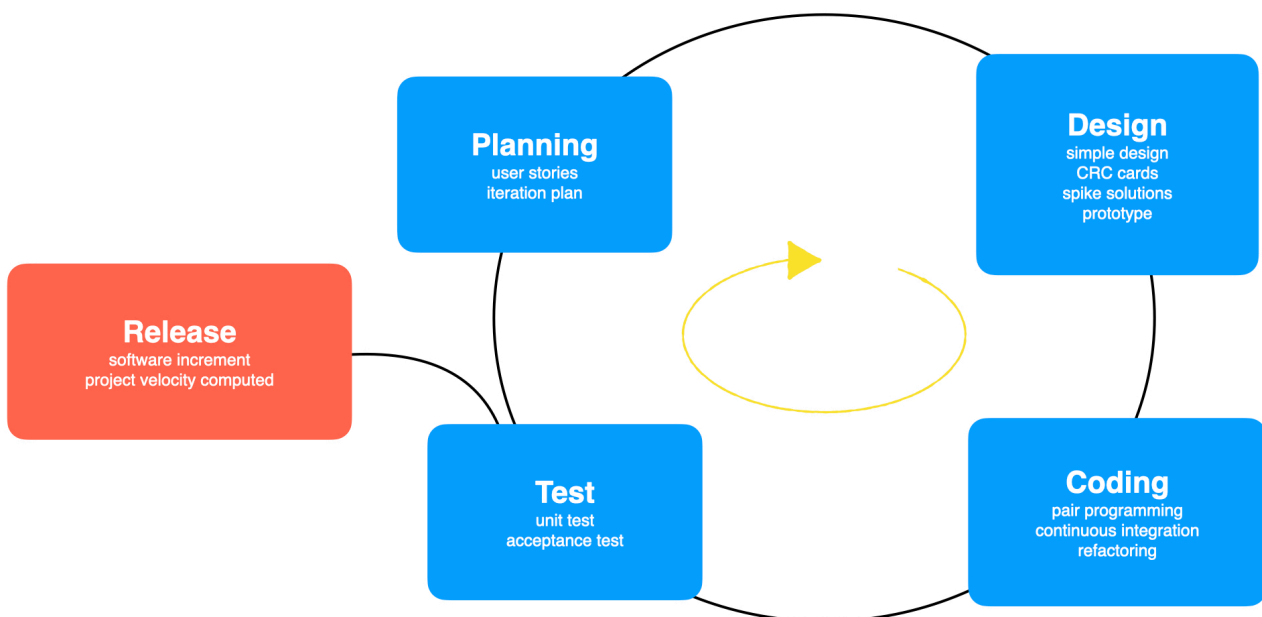 Planning
user stories
iteration plan
Design
simple design
CRC cards
spike solutions
prototype
Release
software increment
project velocity computed
Test
unit test
acceptance test
Coding
pair programming
continuous integration
refactoring